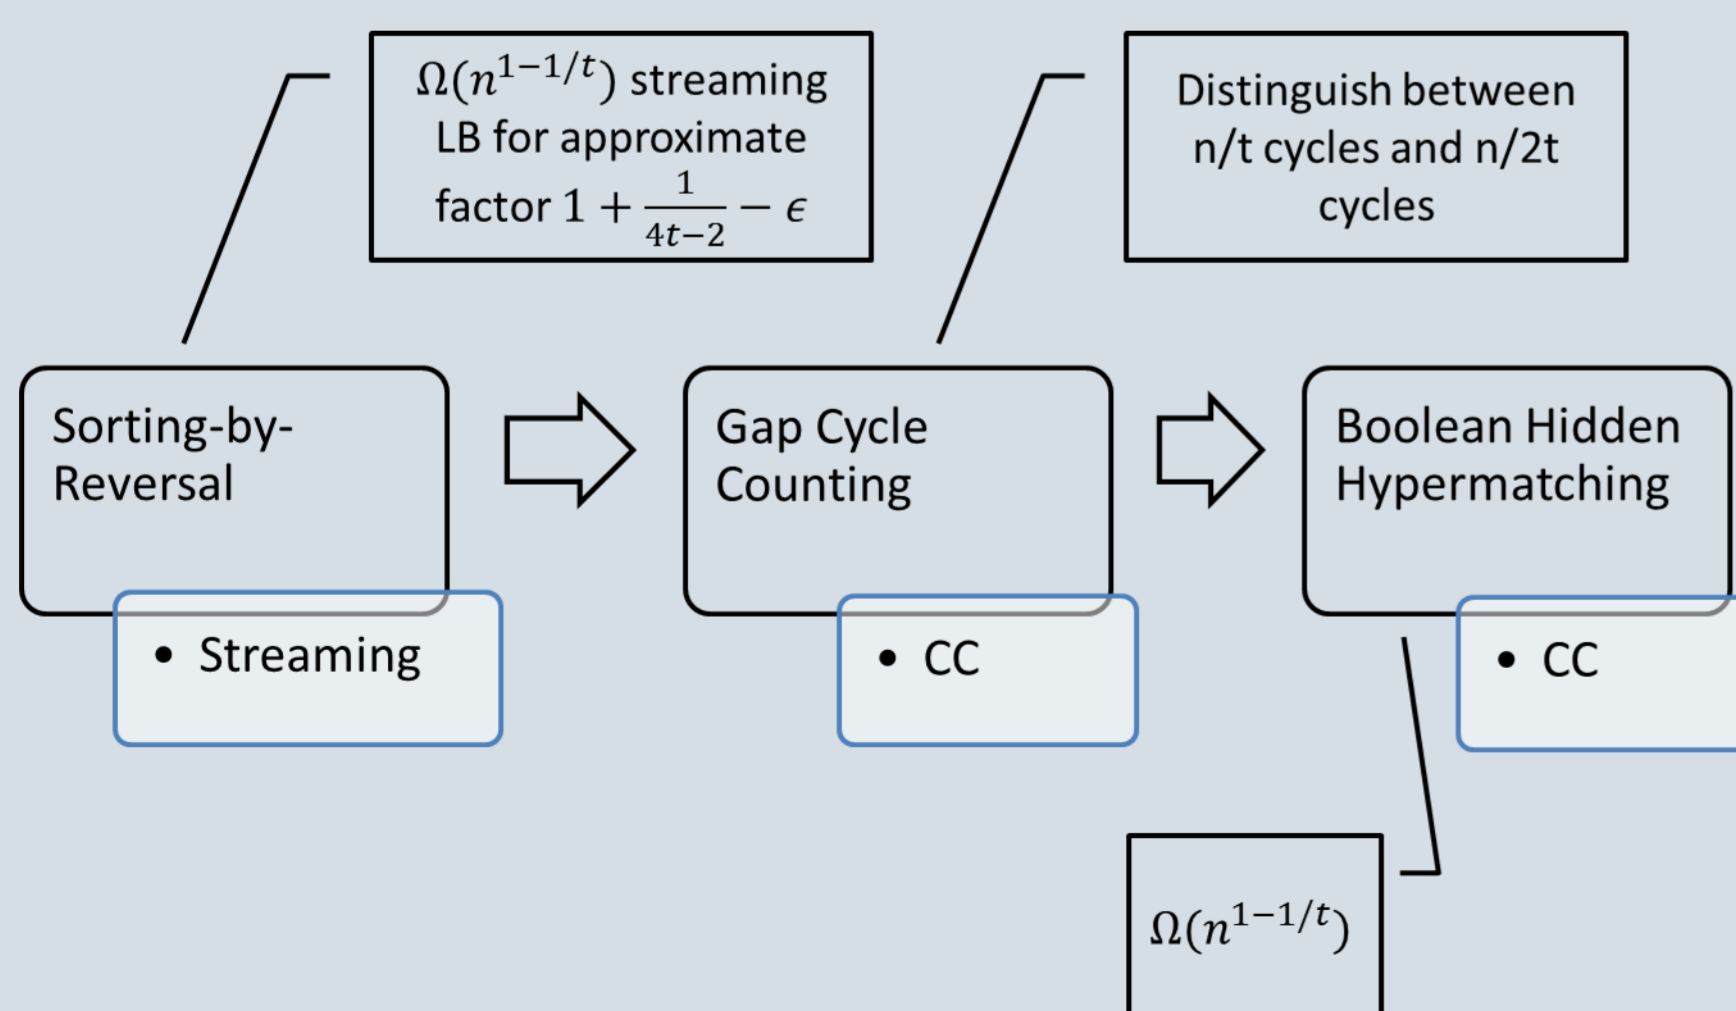 Ω(n^{1−1/t}) streaming
LB for approximate
factor 1 + \frac{1}{4t−2} − ϵ
Distinguish between
n/t cycles and n/2t
cycles
Sorting-by-
Reversal
Gap Cycle
Counting
Boolean Hidden
Hypermatching
• Streaming
• CC
• CC
Ω(n^{1−1/t})